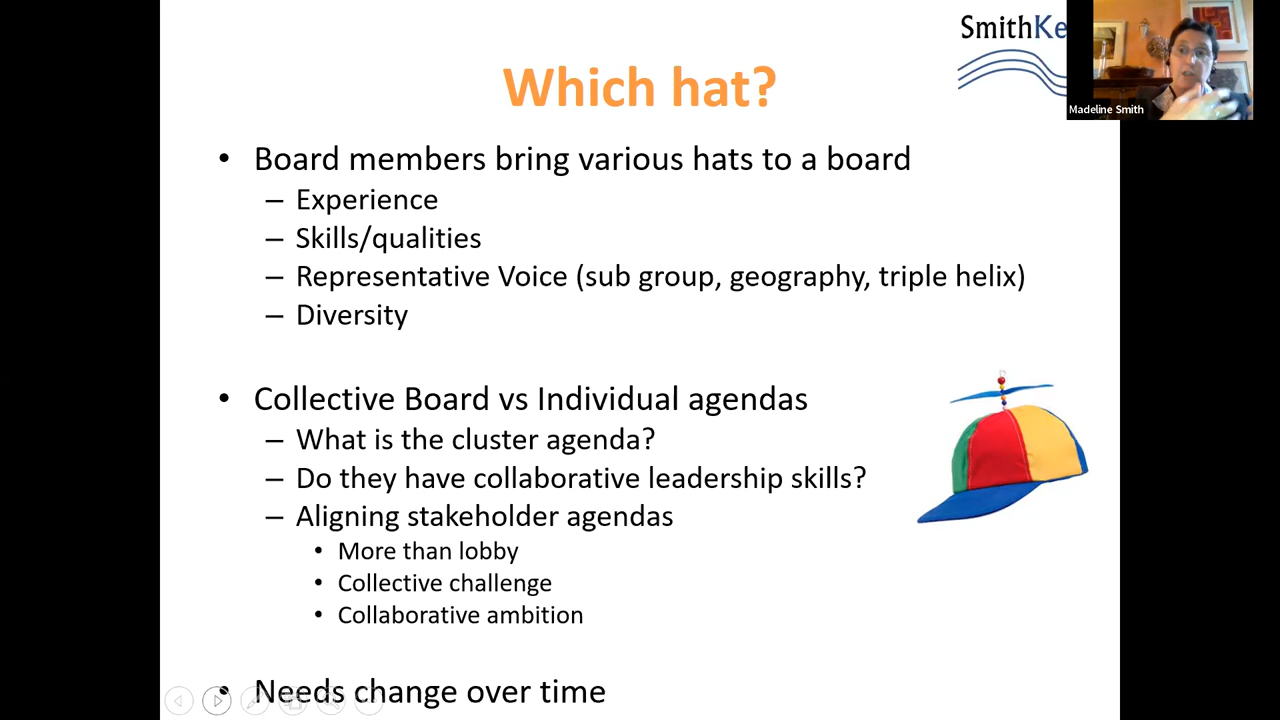 SmithKe
Madeline Smith
Which hat?
• Board members bring various hats to a board
– Experience
– Skills/qualities
– Representative Voice (sub group, geography, triple helix)
– Diversity
• Collective Board vs Individual agendas
– What is the cluster agenda?
– Do they have collaborative leadership skills?
– Aligning stakeholder agendas
• More than lobby
• Collective challenge
• Collaborative ambition
• Needs change over time